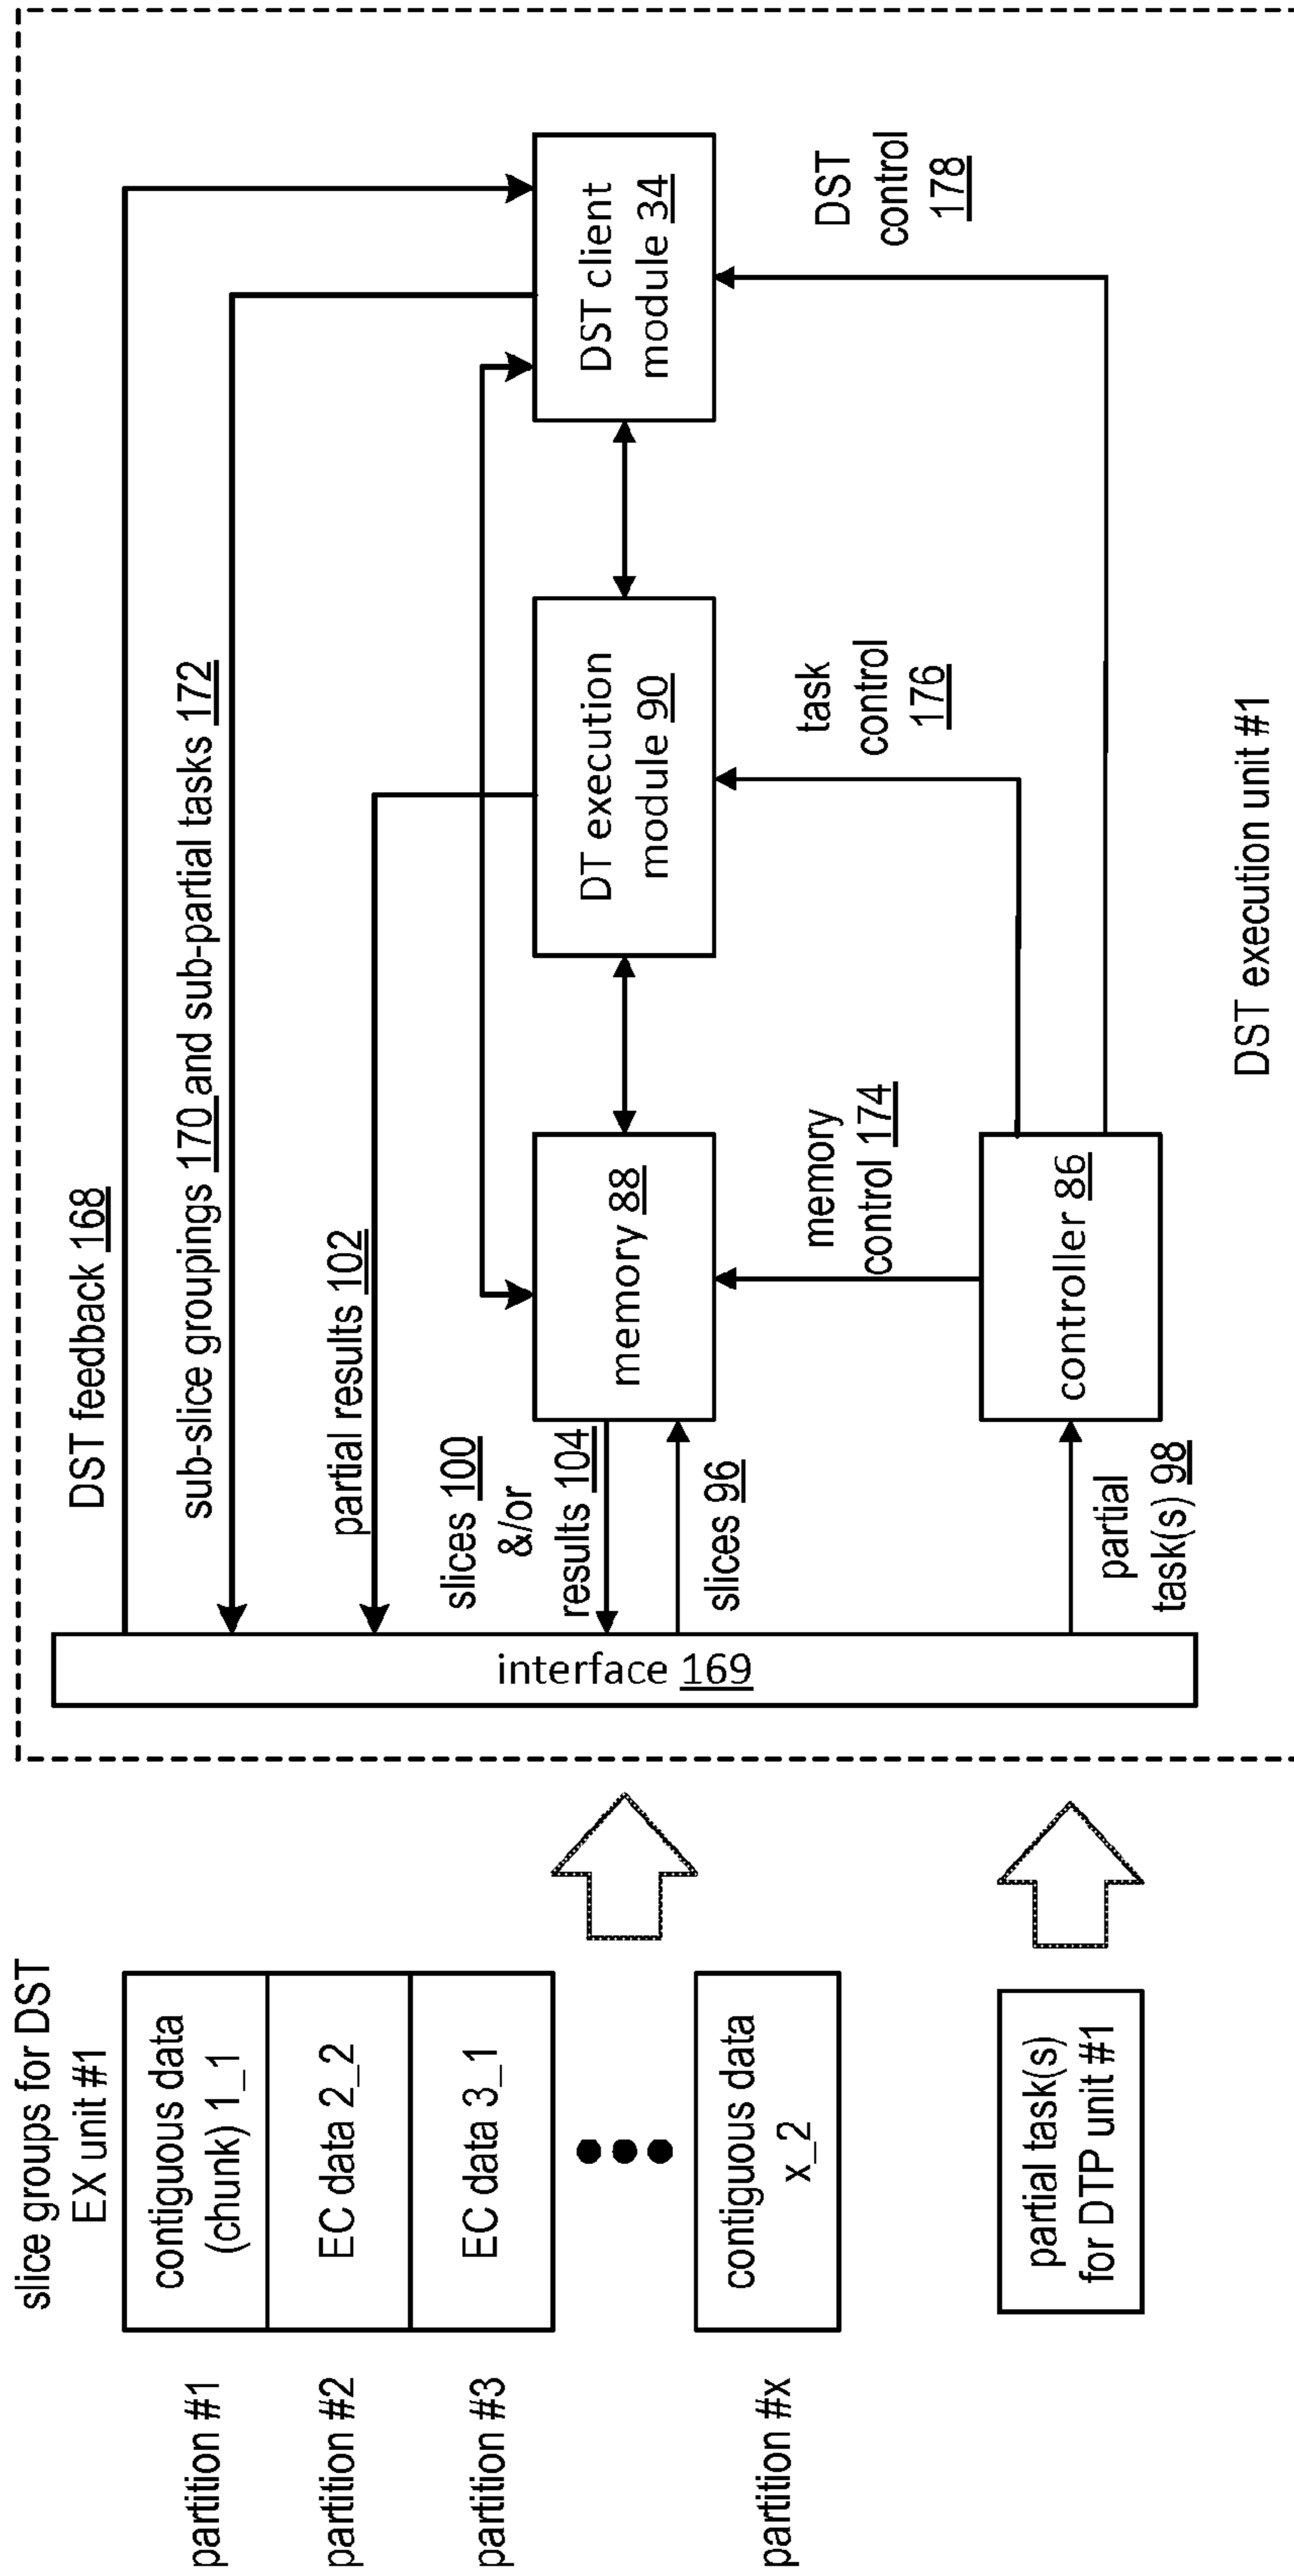 slice groups for DST
EX unit #1
partition #1
contiguous data
(chunk) 1_1
partition #2
EC data 2_2
partition #3
EC data 3_1
partition #x
contiguous data
x_2
partial task(s)
for DTP unit #1
interface 169
DST feedback 168
sub-slice groupings 170 and sub-partial tasks 172
partial results 102
slices 100
&/or
results 104
slices 96
partial
task(s) 98
memory 88
DT execution
module 90
DST client
module 34
memory
control 174
task
control
176
DST
control
178
controller 86
DST execution unit #1